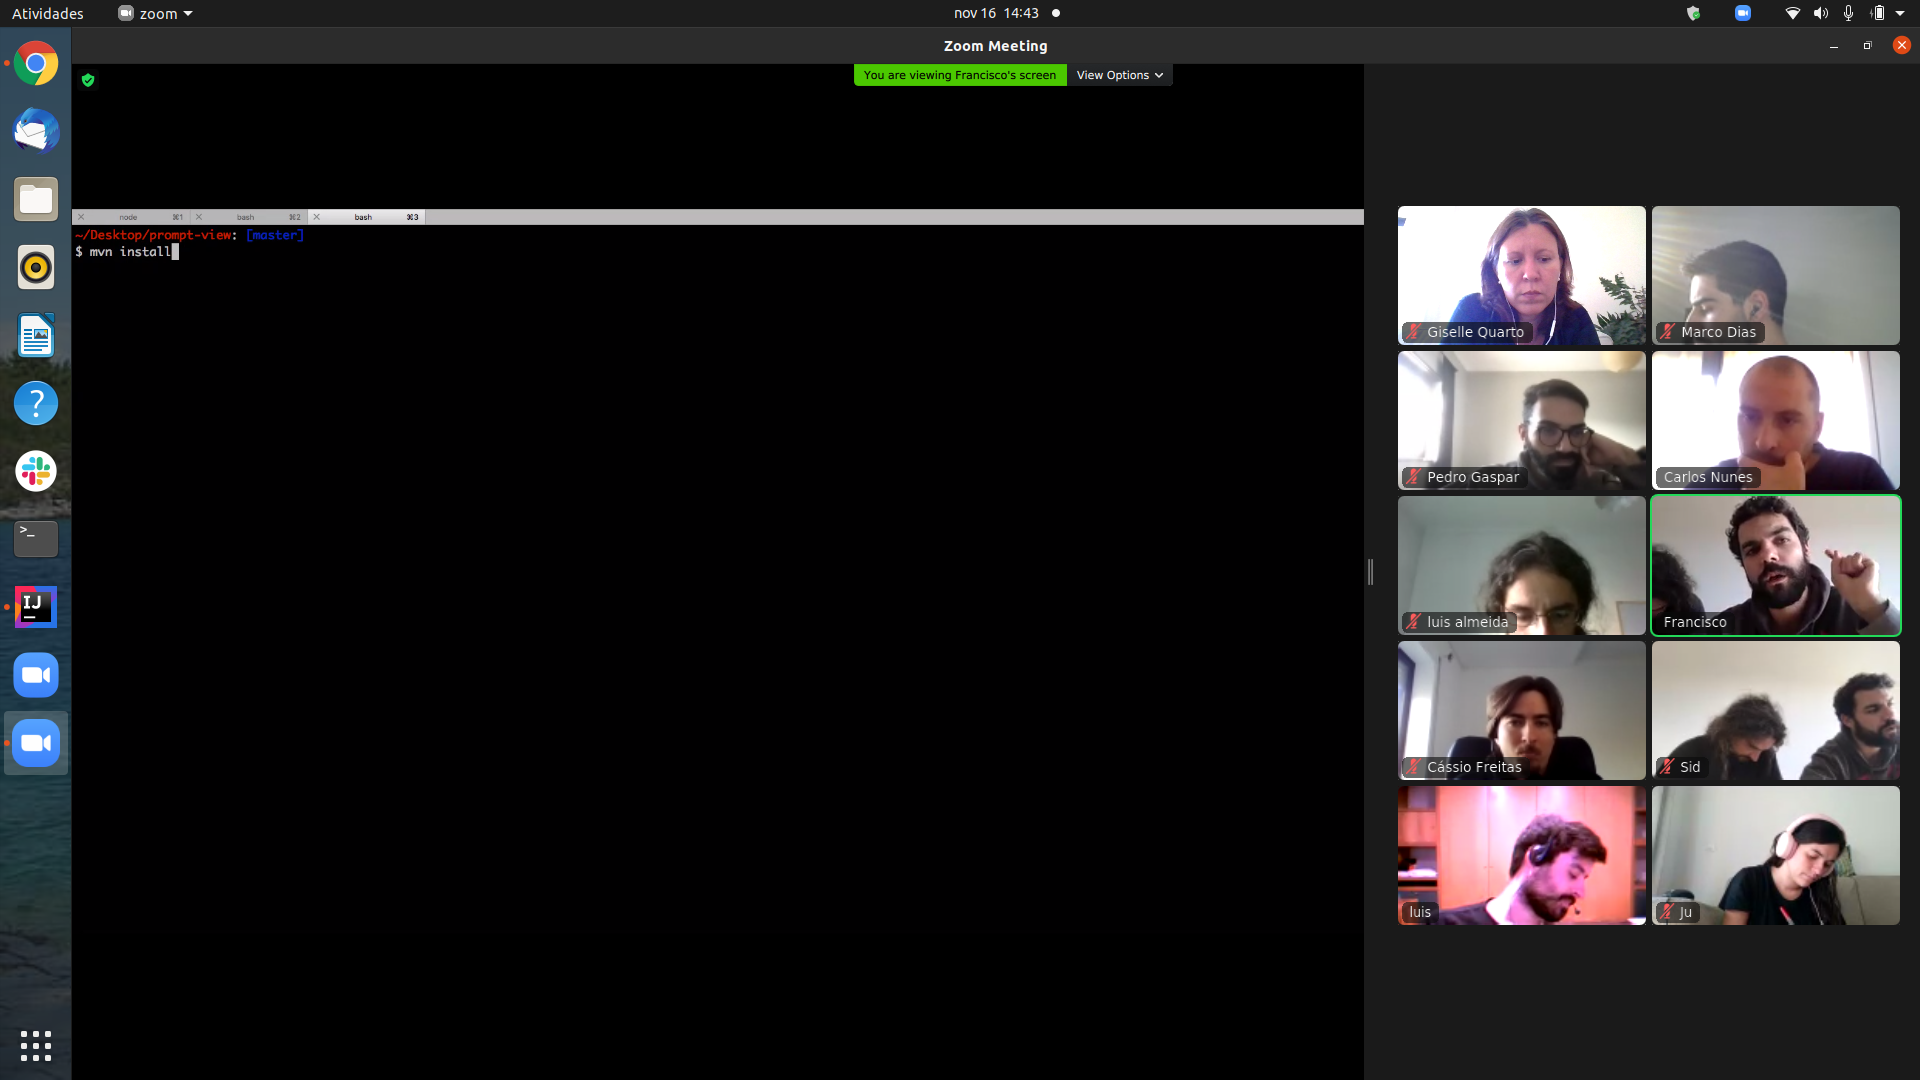 Atividades
zoom
nov 16 14:43
Zoom Meeting
You are viewing Francisco's screen
View Options
node ⌘1
bash ⌘2
bash ⌘3
~/Desktop/prompt-view: [master]
$ mvn install
Giselle Quarto
Marco Dias
Pedro Gaspar
Carlos Nunes
luis almeida
Francisco
Cássio Freitas
Sid
luis
Ju
?
>_
IJ